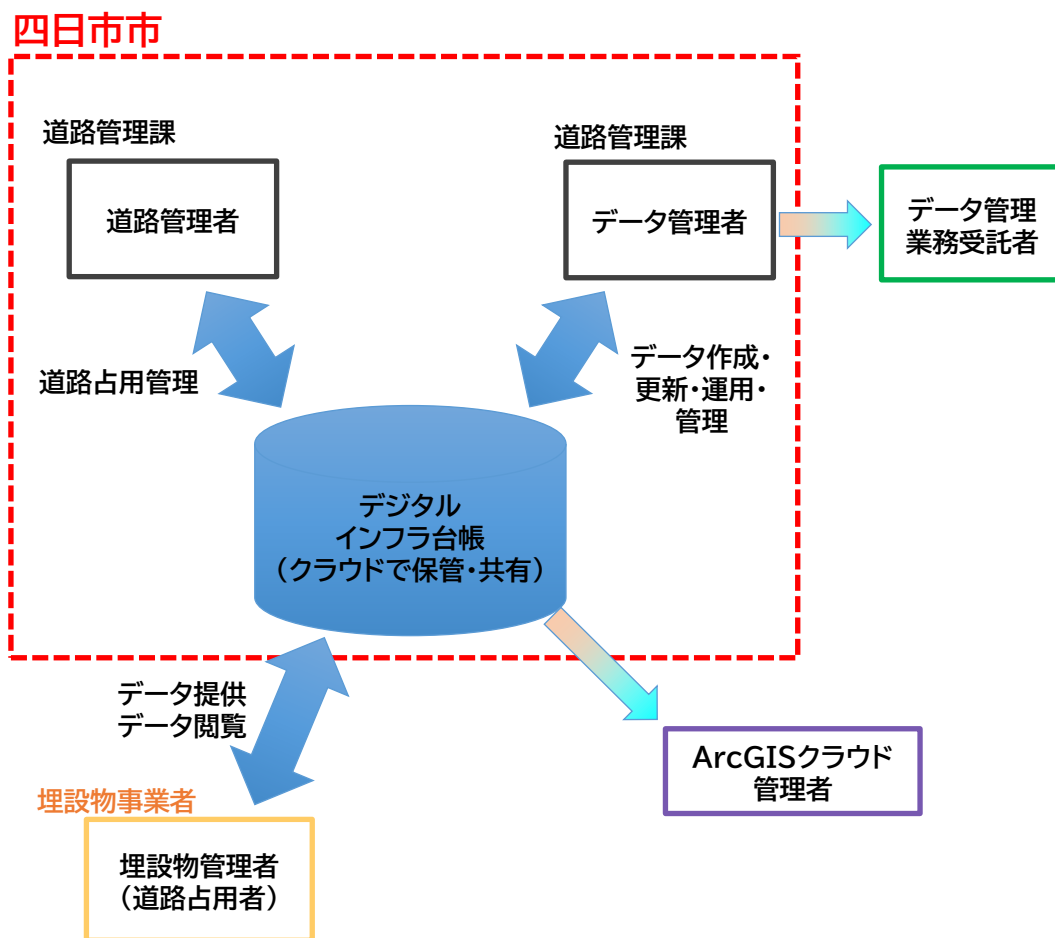 四日市市
道路管理課
道路管理者
道路管理課
データ管理者
データ管理
業務受託者
道路占用管理
データ作成・
更新・運用・
管理
デジタル
インフラ台帳
（クラウドで保管・共有）
データ提供
データ閲覧
ArcGISクラウド
管理者
埋設物事業者
埋設物管理者
（道路占用者）